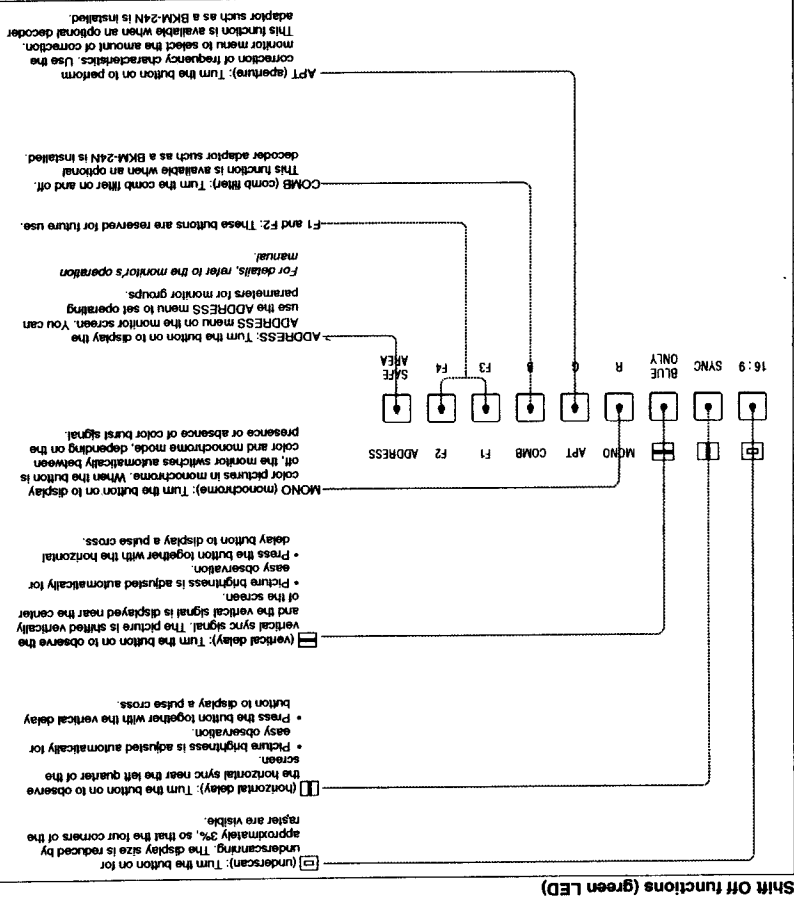 Shift Off functions (green LED)
(underscan): Turn the button on for
underscanning. The display size is reduced by
approximately 3%, so that the four corners of the
raster are visible.
(horizontal delay): Turn the button on to observe
the horizontal sync near the left quarter of the
screen.
• Picture brightness is adjusted automatically for
easy observation.
• Press the button together with the vertical delay
button to display a pulse cross.
(vertical delay): Turn the button on to observe the
vertical sync signal. The picture is shifted vertically
and the vertical signal is displayed near the center
of the screen.
• Picture brightness is adjusted automatically for
easy observation.
• Press the button together with the horizontal
delay button to display a pulse cross.
MONO (monochrome): Turn the button on to display
color pictures in monochrome. When the button is
off, the monitor switches automatically between
color and monochrome mode, depending on the
presence or absence of color burst signal.
MONO APT COMB F1 F2 ADDRESS
16:9 SYNC BLUE ONLY R G B F3 F4 SAFE AREA
ADDRESS: Turn the button on to display the
ADDRESS menu on the monitor screen. You can
use the ADDRESS menu to set operating
parameters for monitor groups.
For details, refer to the monitor's operation
manual.
F1 and F2: These buttons are reserved for future use.
COMB (comb filter): Turn the comb filter on and off.
This function is available when an optional
decoder adaptor such as a BKM-24N is installed.
APT (aperture): Turn the button on to perform
correction of frequency characteristics. Use the
monitor menu to select the amount of correction.
This function is available when an optional decoder
adaptor such as a BKM-24N is installed.